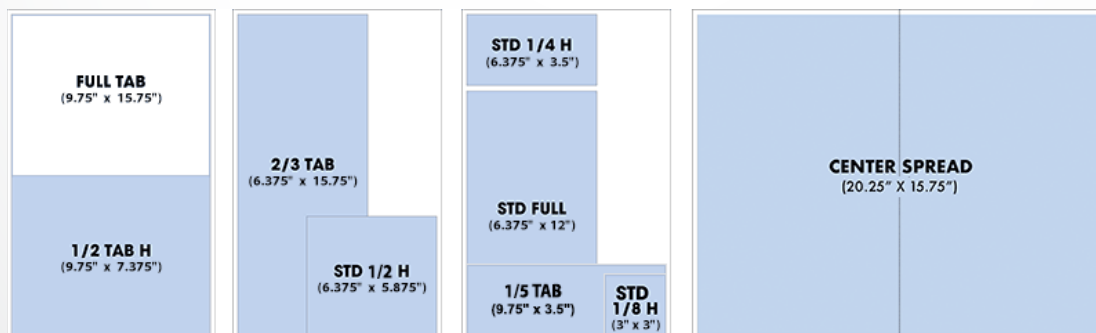 FULL TAB
(9.75" x 15.75")
1/2 TAB H
(9.75" x 7.375")
2/3 TAB
(6.375" x 15.75")
STD 1/2 H
(6.375" x 5.875")
STD 1/4 H
(6.375" x 3.5")
STD FULL
(6.375" x 12")
1/5 TAB
(9.75" x 3.5")
STD
1/8 H
(3" x 3")
CENTER SPREAD
(20.25” X 15.75”)